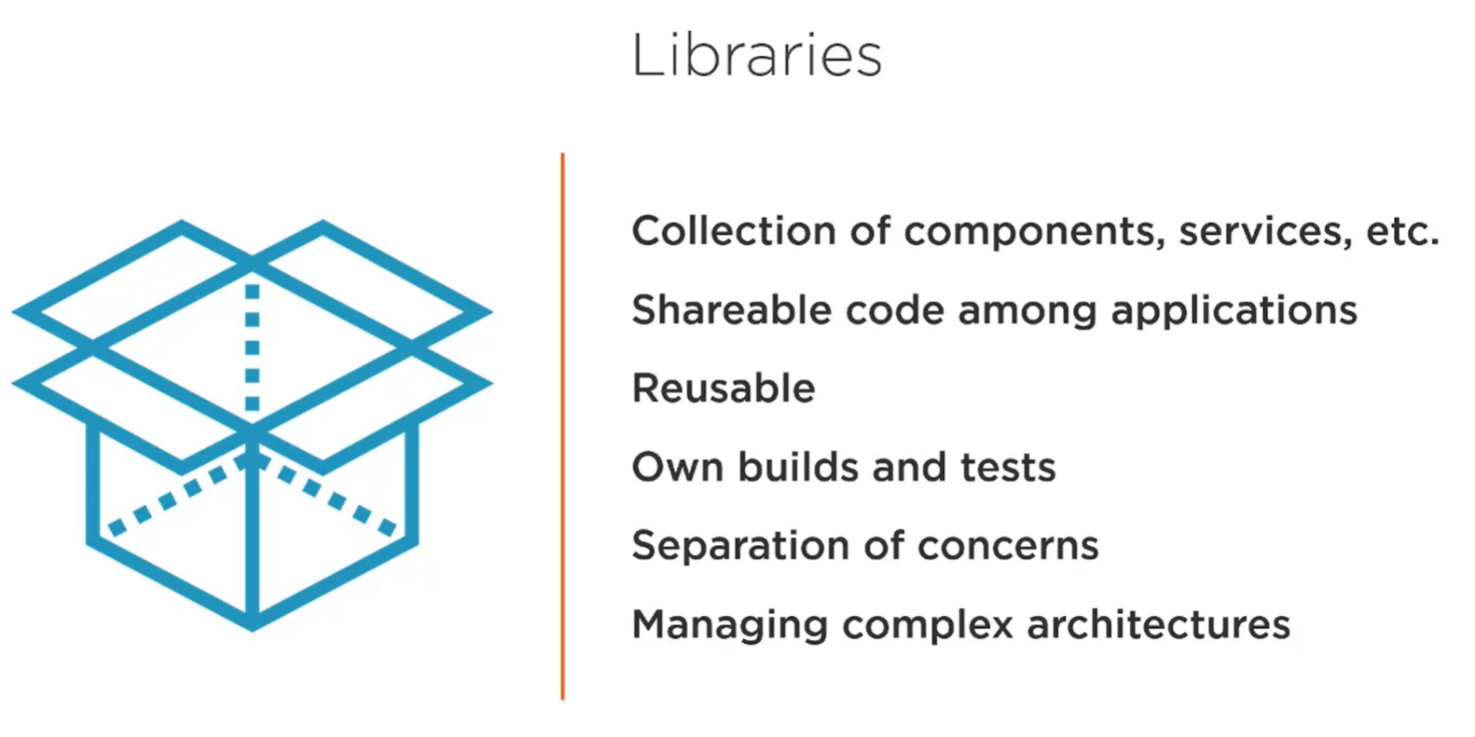 Libraries
Collection of components, services, etc.
Shareable code among applications
Reusable
Own builds and tests
Separation of concerns
Managing complex architectures